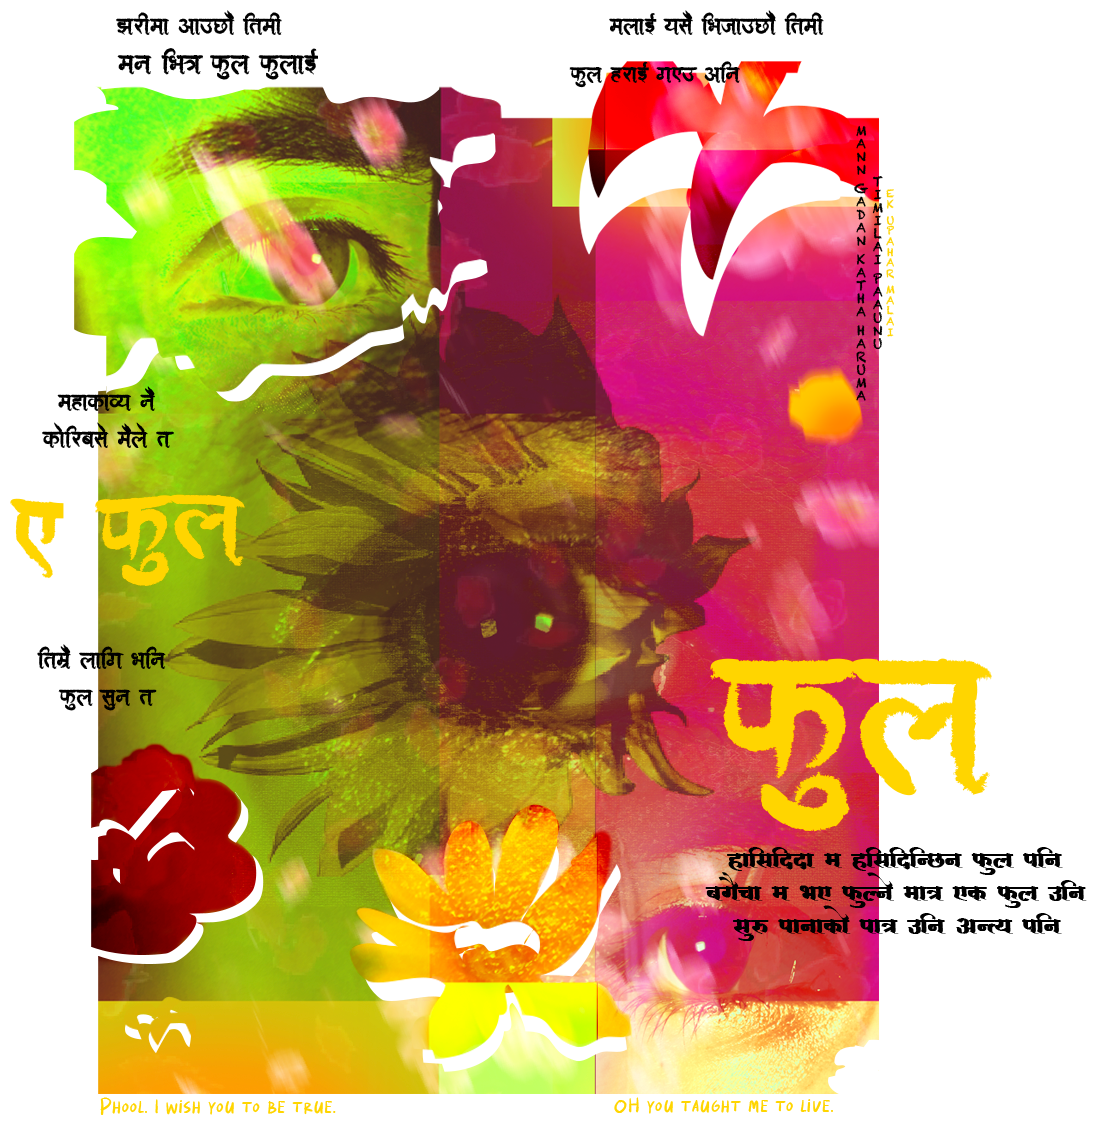 झरीमा आउछौ तिमी
मन भित्र फुल फुलाई
मलाई यसै भिजाउछौ तिमी
फुल हराई गएउ अनि
MANN GADAN KATHA HARUMA
TIMILAI PAAUNU
EK UPAHAR MALAI
महाकाव्य नै
कोरिबसे मैले त
ए फुल
तिम्रै लागि भनि
फुल सुन त
फुल
हासिदिदा म हसिदिन्छिन फुल पनि
बगैचा म भए फुल्ने मात्र एक फुल उनि
सुरु पानाको पात्र उनि अन्त्य पनि
PHOOL. I WISH YOU TO BE TRUE.
OH YOU TAUGHT ME TO LIVE.